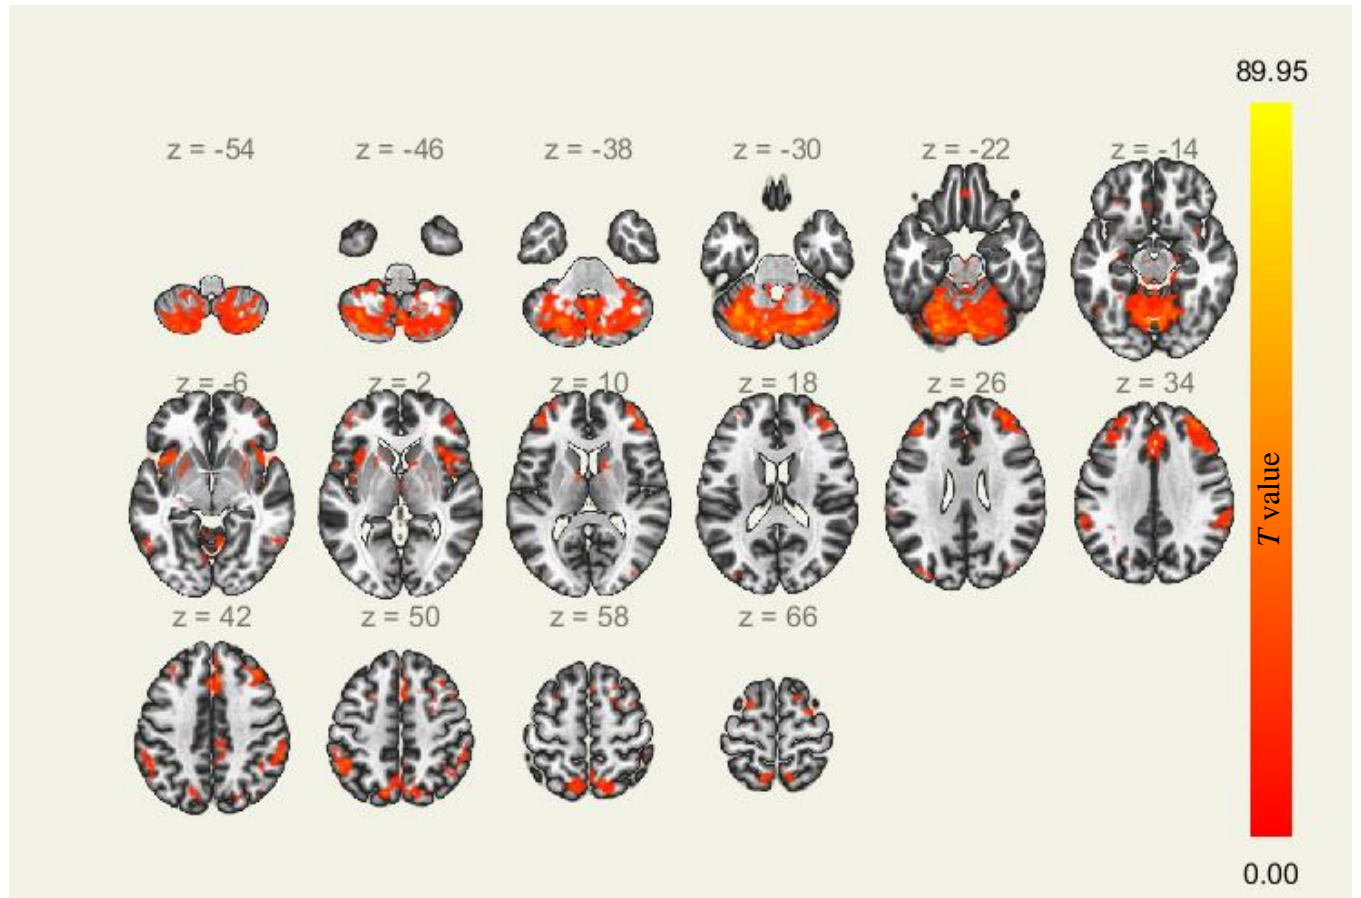 89.95
z = -54
z = -46
z = -38
z = -30
z = -22
z = -14
z = -6
z = 2
z = 10
z = 18
z = 26
z = 34
T value
z = 42
z = 50
z = 58
z = 66
0.00